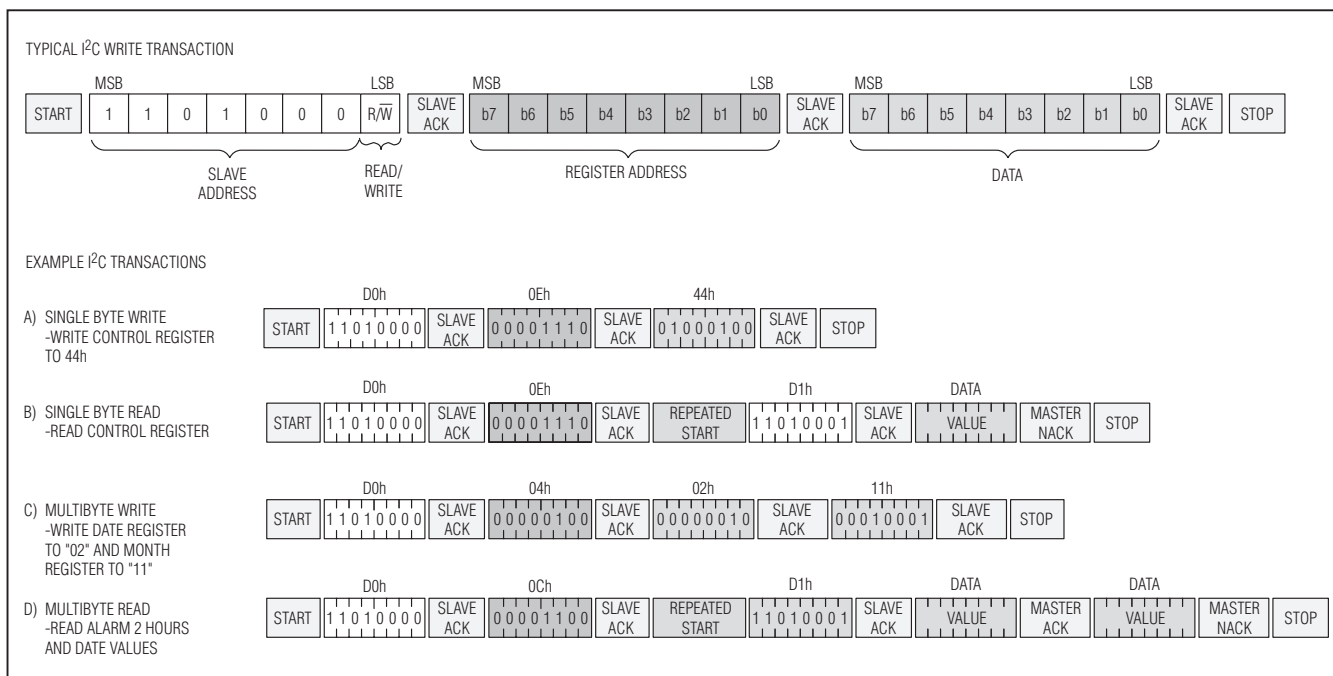 TYPICAL I2C WRITE TRANSACTION
MSB LSB MSB LSB MSB LSB
START 1 1 0 1 0 0 0 R/W̅ SLAVE ACK b7 b6 b5 b4 b3 b2 b1 b0 SLAVE ACK b7 b6 b5 b4 b3 b2 b1 b0 SLAVE ACK STOP
SLAVE ADDRESS READ/WRITE REGISTER ADDRESS DATA
EXAMPLE I2C TRANSACTIONS
D0h 0Eh 44h
A) SINGLE BYTE WRITE
-WRITE CONTROL REGISTER
TO 44h
START 11010000 SLAVE ACK 00001110 SLAVE ACK 01000100 SLAVE ACK STOP
D0h 0Eh D1h DATA
B) SINGLE BYTE READ
-READ CONTROL REGISTER
START 11010000 SLAVE ACK 00001110 SLAVE ACK REPEATED START 11010001 SLAVE ACK VALUE MASTER NACK STOP
D0h 04h 02h 11h
C) MULTIBYTE WRITE
-WRITE DATE REGISTER
TO "02" AND MONTH
REGISTER TO "11"
START 11010000 SLAVE ACK 00000100 SLAVE ACK 00000010 SLAVE ACK 00010001 SLAVE ACK STOP
D0h 0Ch D1h DATA DATA
D) MULTIBYTE READ
-READ ALARM 2 HOURS
AND DATE VALUES
START 11010000 SLAVE ACK 00001100 SLAVE ACK REPEATED START 11010001 SLAVE ACK VALUE MASTER ACK VALUE MASTER NACK STOP